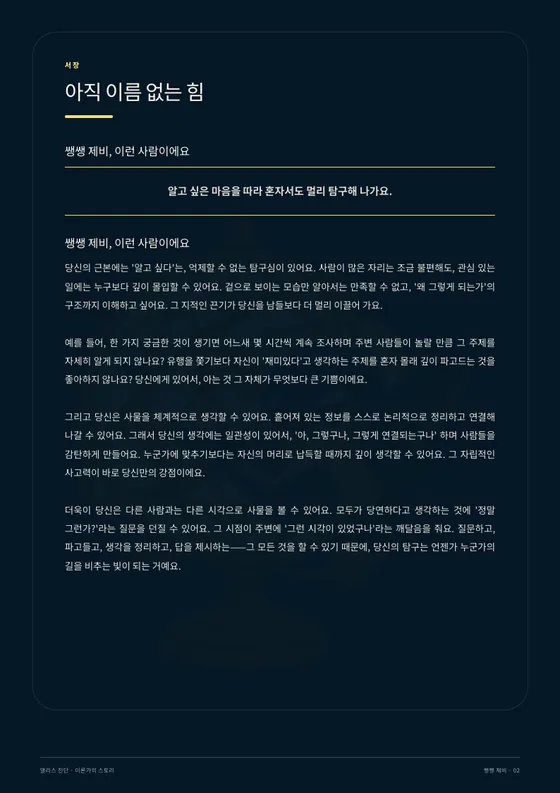 서장
아직 이름 없는 힘
쌩쌩 제비, 이런 사람이에요
알고 싶은 마음을 따라 혼자서도 멀리 탐구해 나가요.
쌩쌩 제비, 이런 사람이에요
당신의 근본에는 '알고 싶다'는, 억제할 수 없는 탐구심이 있어요. 사람이 많은 자리는 조금 불편해도, 관심 있는
일에는 누구보다 깊이 몰입할 수 있어요. 겉으로 보이는 모습만 알아서는 만족할 수 없고, '왜 그렇게 되는가'의
구조까지 이해하고 싶어요. 그 지적인 끈기가 당신을 남들보다 더 멀리 이끌어 가요.
예를 들어, 한 가지 궁금한 것이 생기면 어느새 몇 시간씩 계속 조사하며 주변 사람들이 놀랄 만큼 그 주제를
자세히 알게 되지 않나요? 유행을 쫓기보다 자신이 '재미있다'고 생각하는 주제를 혼자 몰래 깊이 파고드는 것을
좋아하지 않나요? 당신에게 있어서, 아는 것 그 자체가 무엇보다 큰 기쁨이에요.
그리고 당신은 사물을 체계적으로 생각할 수 있어요. 흩어져 있는 정보를 스스로 논리적으로 정리하고 연결해
나갈 수 있어요. 그래서 당신의 생각에는 일관성이 있어서, '아, 그렇구나, 그렇게 연결되는구나' 하며 사람들을
감탄하게 만들어요. 누군가에 맞추기보다는 자신의 머리로 납득할 때까지 깊이 생각할 수 있어요. 그 자립적인
사고력이 바로 당신만의 강점이에요.
더욱이 당신은 다른 사람과는 다른 시각으로 사물을 볼 수 있어요. 모두가 당연하다고 생각하는 것에 '정말
그런가?'라는 질문을 던질 수 있어요. 그 시점이 주변에 '그런 시각이 있었구나'라는 깨달음을 줘요. 질문하고,
파고들고, 생각을 정리하고, 답을 제시하는——그 모든 것을 할 수 있기 때문에, 당신의 탐구는 언젠가 누군가의
길을 비추는 빛이 되는 거예요.
앨리스 진단 · 이론가의 스토리
쌩쌩 제비 · 02